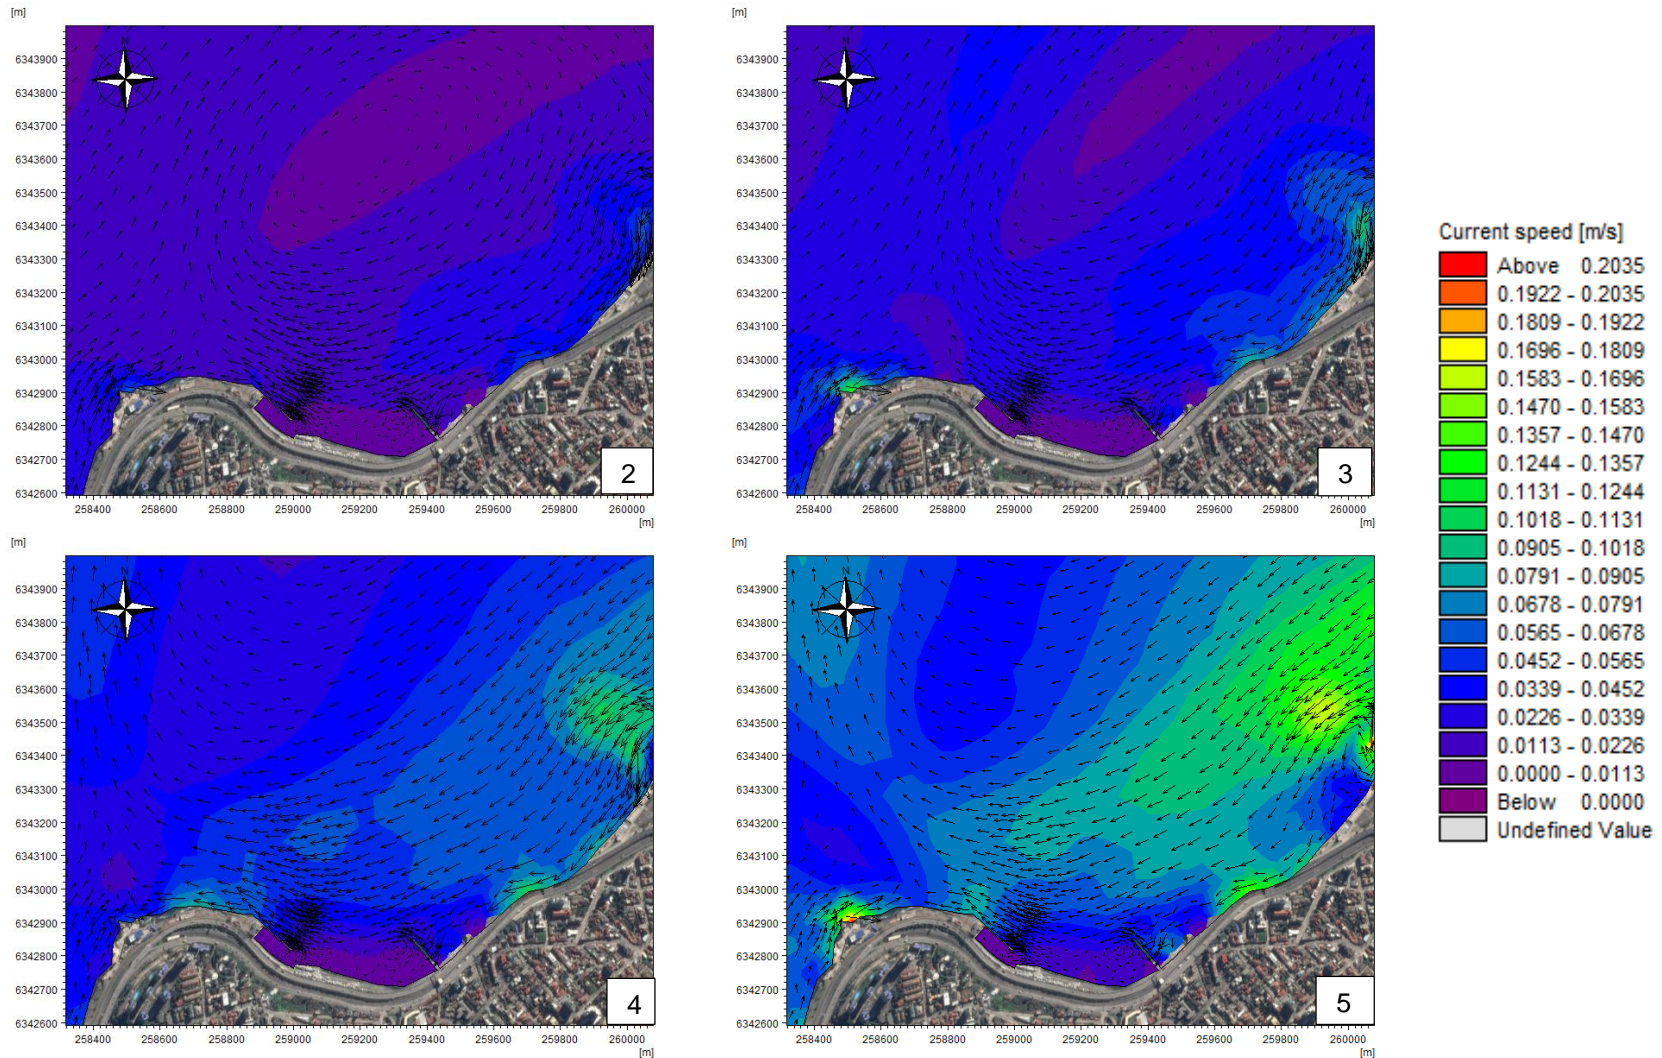 [m]
6343900
6343800
6343700
6343600
6343500
6343400
6343300
6343200
6343100
6343000
6342900
6342800
6342700
6342600
N
2
258400 258600 258800 259000 259200 259400 259600 259800 260000
[m]
[m]
6343900
6343800
6343700
6343600
6343500
6343400
6343300
6343200
6343100
6343000
6342900
6342800
6342700
6342600
N
3
258400 258600 258800 259000 259200 259400 259600 259800 260000
[m]
[m]
6343900
6343800
6343700
6343600
6343500
6343400
6343300
6343200
6343100
6343000
6342900
6342800
6342700
6342600
N
4
258400 258600 258800 259000 259200 259400 259600 259800 260000
[m]
6343900
6343800
6343700
6343600
6343500
6343400
6343300
6343200
6343100
6343000
6342900
6342800
6342700
6342600
N
5
258400 258600 258800 259000 259200 259400 259600 259800 260000
[m]
[m]
Current speed [m/s]
Above 0.2035
0.1922 - 0.2035
0.1809 - 0.1922
0.1696 - 0.1809
0.1583 - 0.1696
0.1470 - 0.1583
0.1357 - 0.1470
0.1244 - 0.1357
0.1131 - 0.1244
0.1018 - 0.1131
0.0905 - 0.1018
0.0791 - 0.0905
0.0678 - 0.0791
0.0565 - 0.0678
0.0452 - 0.0565
0.0339 - 0.0452
0.0226 - 0.0339
0.0113 - 0.0226
0.0000 - 0.0113
Below 0.0000
Undefined Value